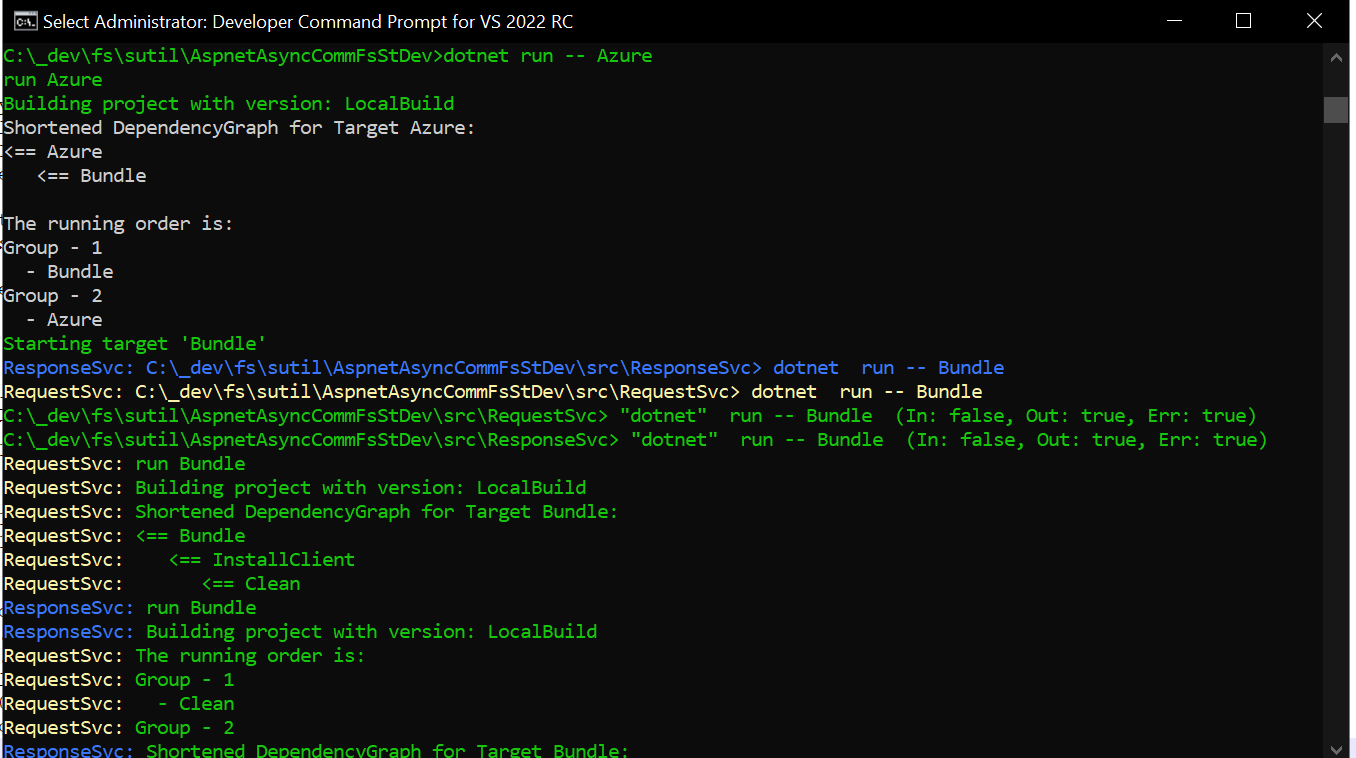 Select Administrator: Developer Command Prompt for VS 2022 RC
C:\_dev\fs\sutil\AspnetAsyncCommFsStDev>dotnet run -- Azure
run Azure
Building project with version: LocalBuild
Shortened DependencyGraph for Target Azure:
<== Azure
   <== Bundle

The running order is:
Group - 1
  - Bundle
Group - 2
  - Azure
Starting target 'Bundle'
ResponseSvc: C:\_dev\fs\sutil\AspnetAsyncCommFsStDev\src\ResponseSvc> dotnet  run -- Bundle
RequestSvc: C:\_dev\fs\sutil\AspnetAsyncCommFsStDev\src\RequestSvc> dotnet  run -- Bundle
C:\_dev\fs\sutil\AspnetAsyncCommFsStDev\src\RequestSvc> "dotnet"  run -- Bundle  (In: false, Out: true, Err: true)
C:\_dev\fs\sutil\AspnetAsyncCommFsStDev\src\ResponseSvc> "dotnet"  run -- Bundle  (In: false, Out: true, Err: true)
RequestSvc: run Bundle
RequestSvc: Building project with version: LocalBuild
RequestSvc: Shortened DependencyGraph for Target Bundle:
RequestSvc: <== Bundle
RequestSvc:    <== InstallClient
RequestSvc:       <== Clean
ResponseSvc: run Bundle
ResponseSvc: Building project with version: LocalBuild
RequestSvc: The running order is:
RequestSvc: Group - 1
RequestSvc:   - Clean
RequestSvc: Group - 2
ResponseSvc: Shortened DependencyGraph for Target Bundle: